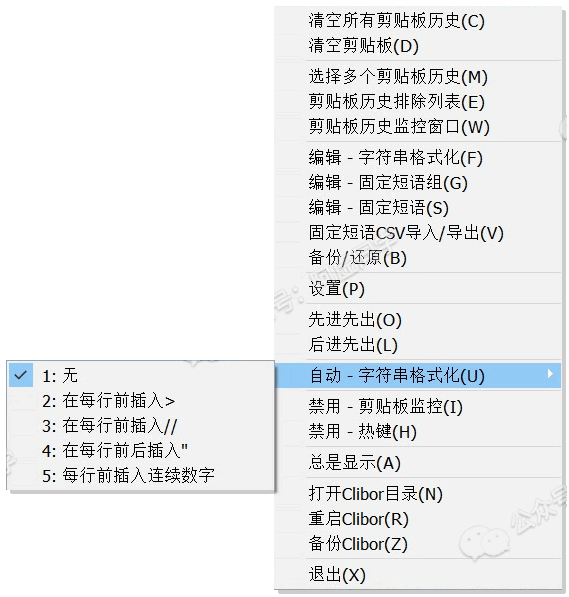 清空所有剪贴板历史(C)
清空剪贴板(D)
选择多个剪贴板历史(M)
剪贴板历史排除列表(E)
剪贴板历史监控窗口(W)
编辑 - 字符串格式化(F)
编辑 - 固定短语组(G)
编辑 - 固定短语(S)
固定短语CSV导入/导出(V)
备份/还原(B)
设置(P)
先进先出(O)
后进先出(L)
自动 - 字符串格式化(U)
1: 无
2: 在每行前插入>
3: 在每行前插入//
4: 在每行前后插入"
5: 每行前插入连续数字
禁用 - 剪贴板监控(I)
禁用 - 热键(H)
总是显示(A)
打开Clibor目录(N)
重启Clibor(R)
备份Clibor(Z)
退出(X)
公众号